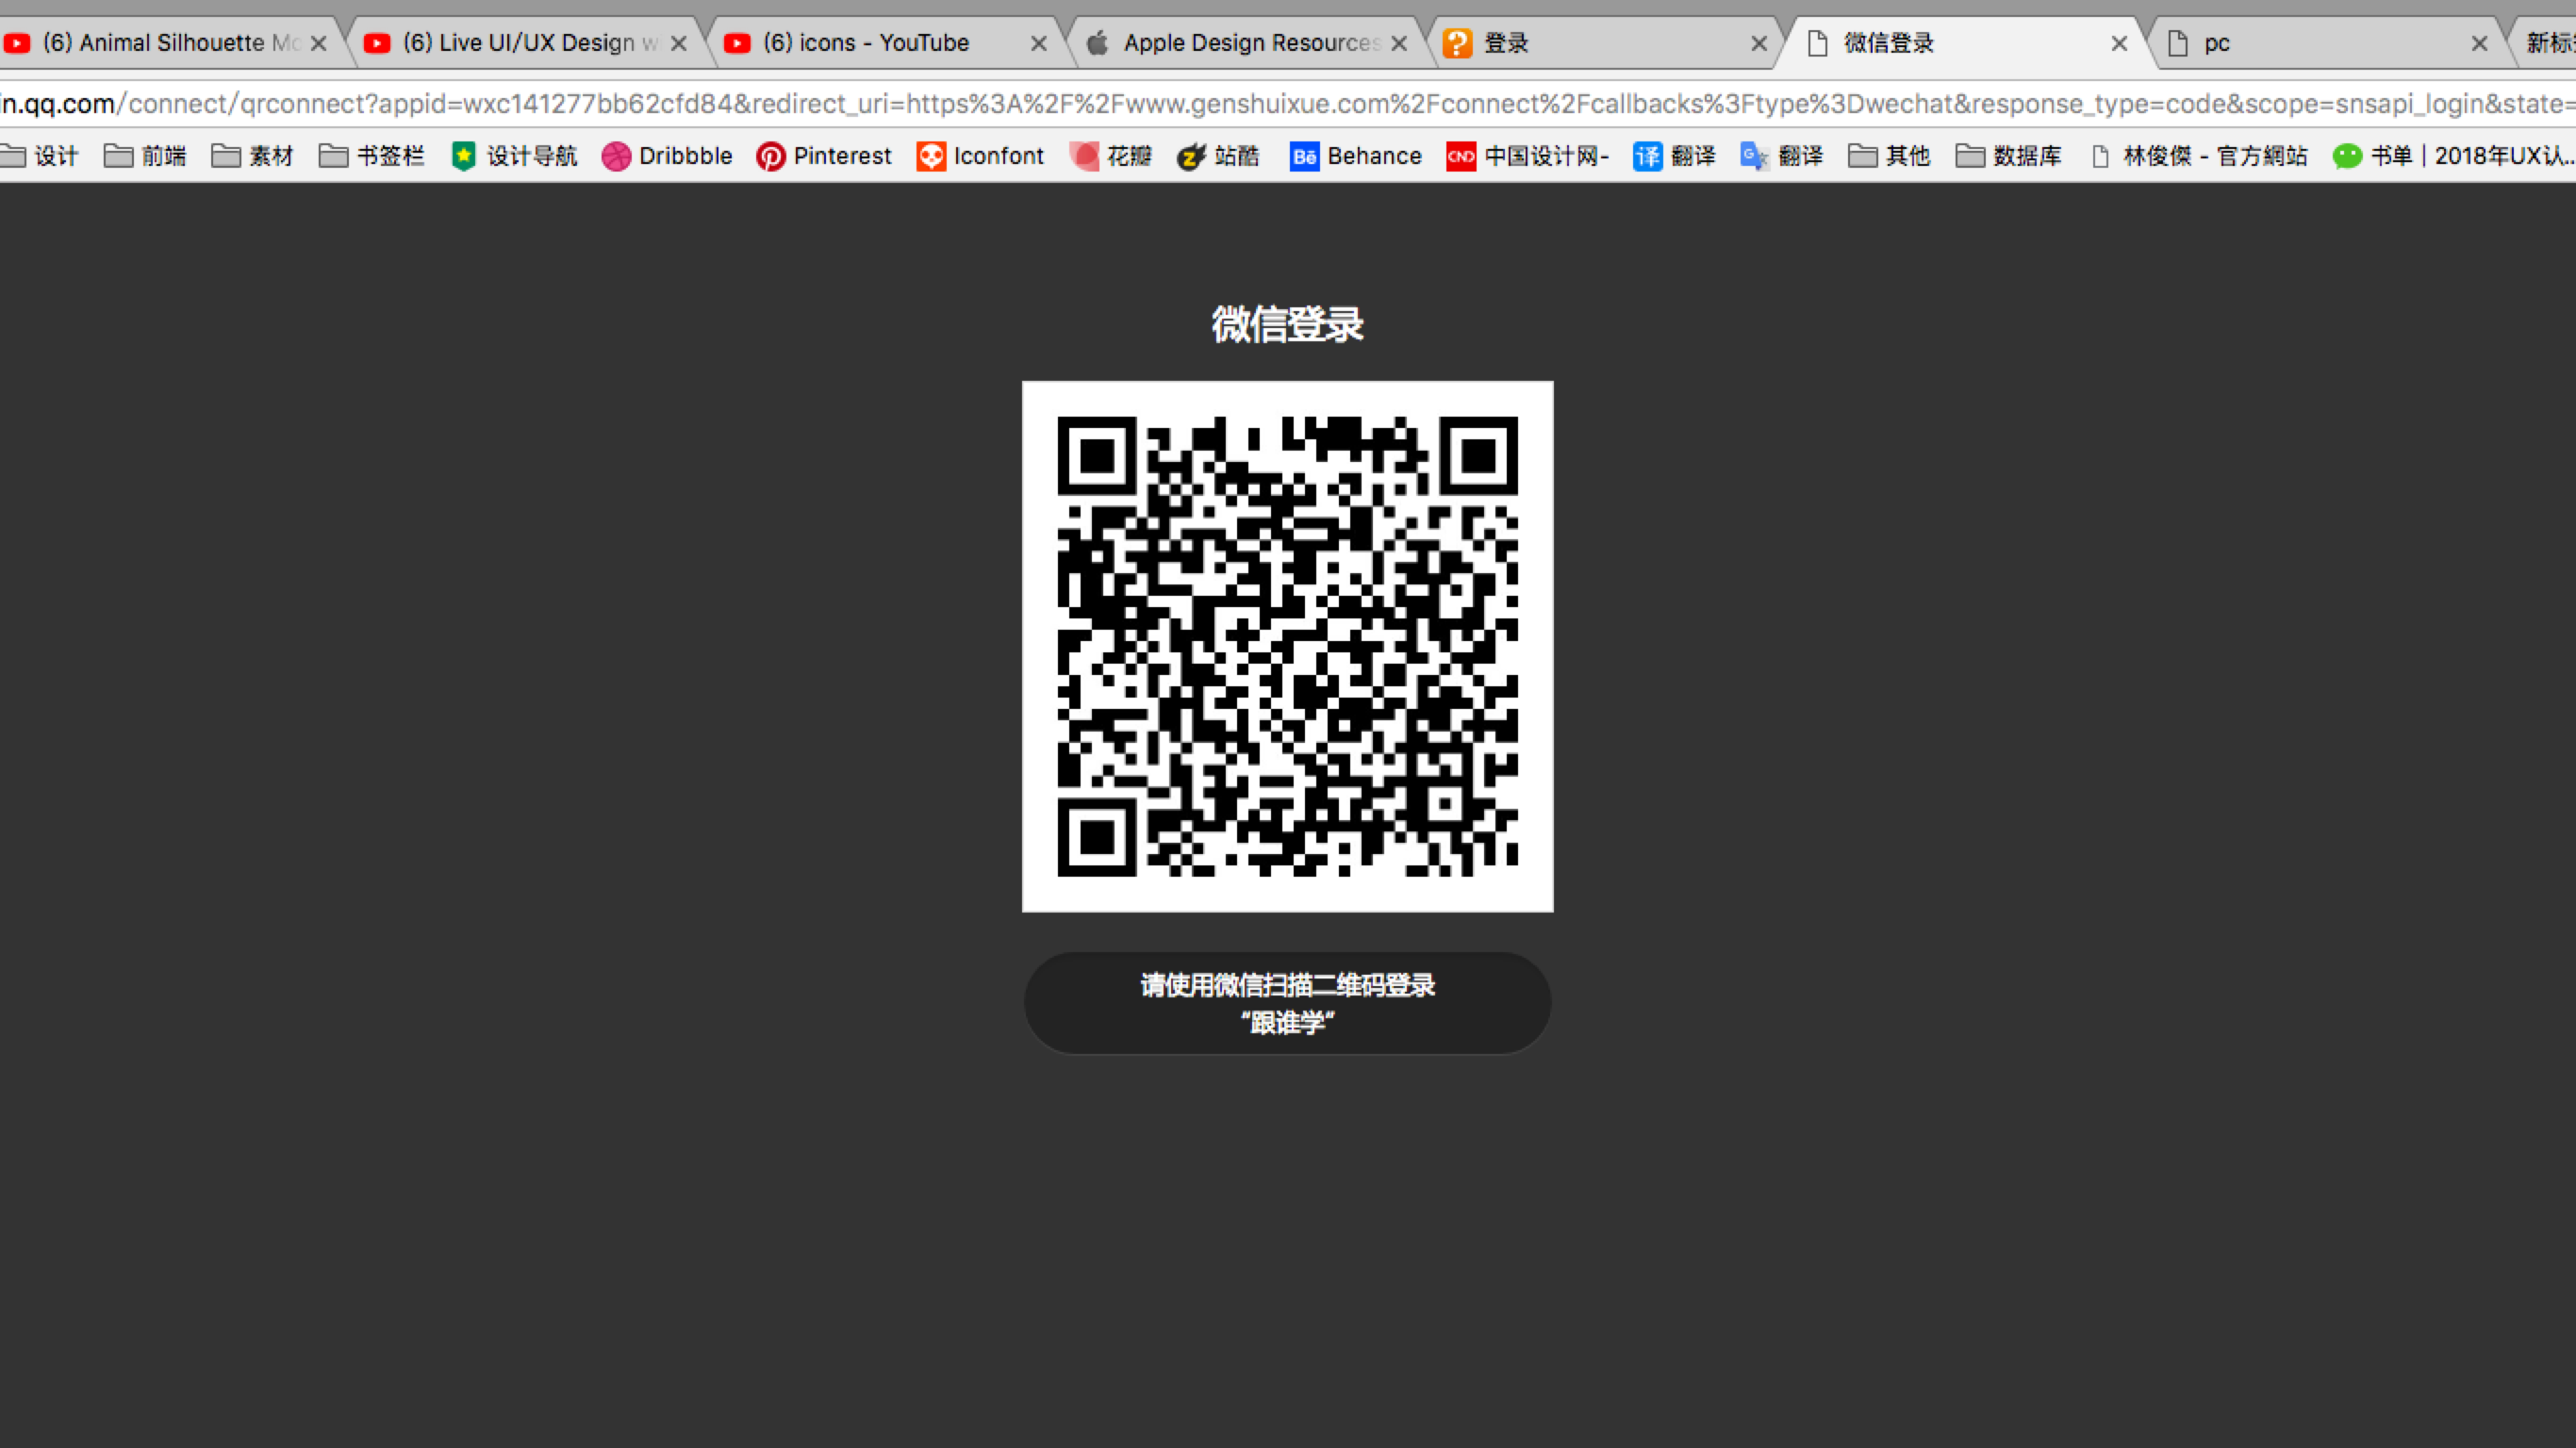 (6) Animal Silhouette Mo
(6) Live UI/UX Design w
(6) icons - YouTube
Apple Design Resources
登录
微信登录
pc
新标
in.qq.com/connect/qrconnect?appid=wxc141277bb62cfd84&redirect_uri=https%3A%2F%2Fwww.genshuixue.com%2Fconnect%2Fcallbacks%3Ftype%3Dwechat&response_type=code&scope=snsapi_login&state=
设计 前端 素材 书签栏 设计导航 Dribbble Pinterest Iconfont 花瓣 站酷 Behance 中国设计网- 翻译 翻译 其他 数据库 林俊傑 - 官方網站 书单 | 2018年UX认...
微信登录
请使用微信扫描二维码登录
“跟谁学”